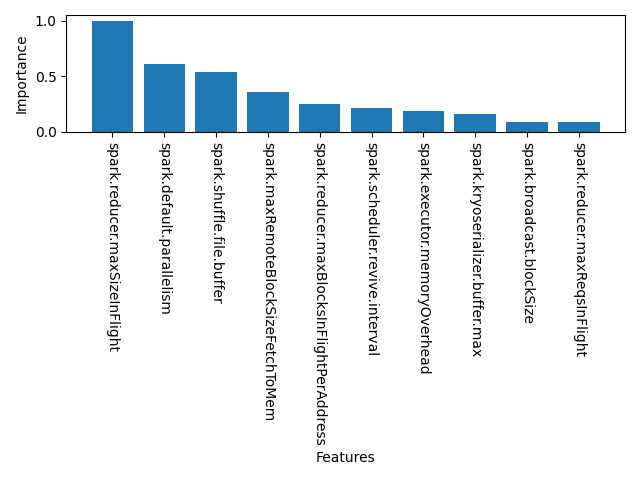 Importance
1.0
0.5
0.0
spark.reducer.maxSizeInFlight
spark.default.parallelism
spark.shuffle.file.buffer
spark.maxRemoteBlockSizeFetchToMem
spark.reducer.maxBlocksInFlightPerAddress
spark.scheduler.revive.interval
spark.executor.memoryOverhead
spark.kryoserializer.buffer.max
spark.broadcast.blockSize
spark.reducer.maxReqsInFlight
Features